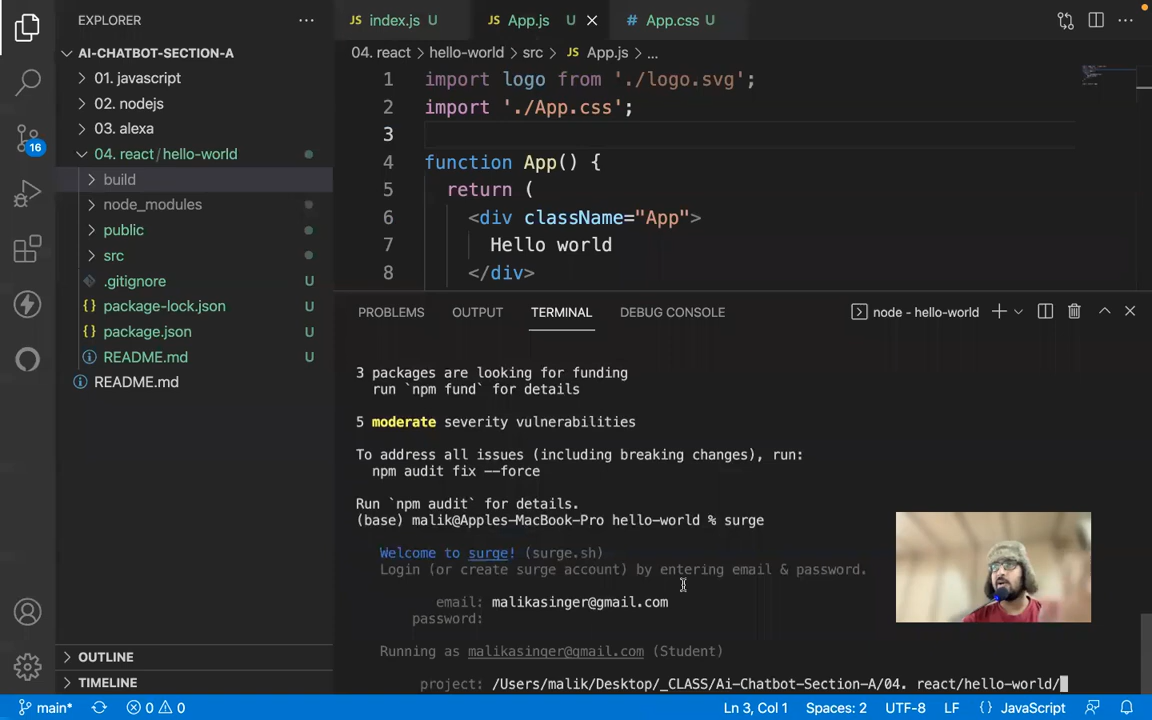 EXPLORER
AI-CHATBOT-SECTION-A
01. javascript
02. nodejs
03. alexa
04. react / hello-world
build
node_modules
public
src
.gitignore U
package-lock.json U
package.json U
README.md U
README.md
OUTLINE
TIMELINE
16
JS index.js U
JS App.js U
# App.css U
04. react > hello-world > src > JS App.js > ...
1 import logo from './logo.svg';
2 import './App.css';
3
4 function App() {
5 return (
6 <div className="App">
7 Hello world
8 </div>
PROBLEMS OUTPUT TERMINAL DEBUG CONSOLE
node - hello-world
3 packages are looking for funding
run `npm fund` for details
5 moderate severity vulnerabilities
To address all issues (including breaking changes), run:
npm audit fix --force
Run `npm audit` for details.
(base) malik@Apples-MacBook-Pro hello-world % surge
Welcome to surge! (surge.sh)
Login (or create surge account) by entering email & password.
email: malikasinger@gmail.com
password:
Running as malikasinger@gmail.com (Student)
project: /Users/malik/Desktop/_CLASS/Ai-Chatbot-Section-A/04. react/hello-world/
main* 0 0 Ln 3, Col 1 Spaces: 2 UTF-8 LF {} JavaScript